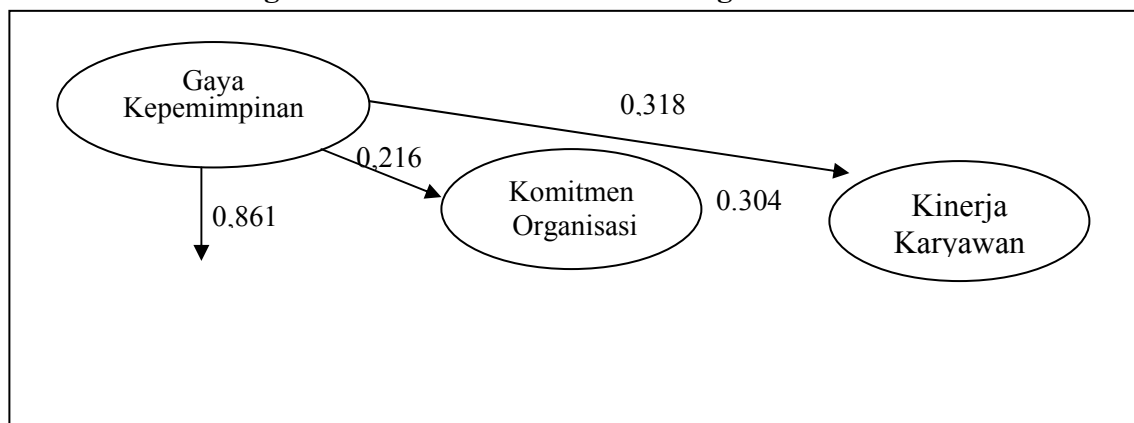 Gaya
Kepemimpinan
0,318
0,216
Komitmen
Organisasi
0.304
Kinerja
Karyawan
0,861